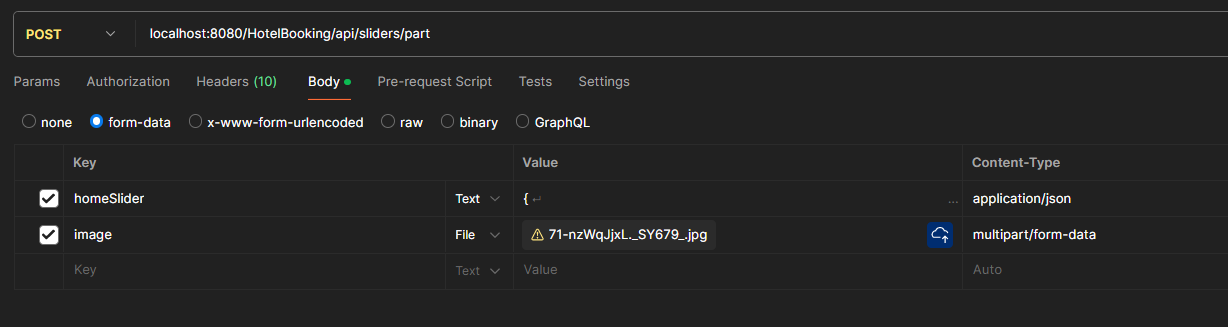 POST localhost:8080/HotelBooking/api/sliders/part
Params Authorization Headers (10) Body Pre-request Script Tests Settings
none form-data x-www-form-urlencoded raw binary GraphQL
Key Value Content-Type
homeSlider Text { ↵ ... application/json
image File 71-nzWqJjxL._SY679_.jpg multipart/form-data
Key Text Value Auto